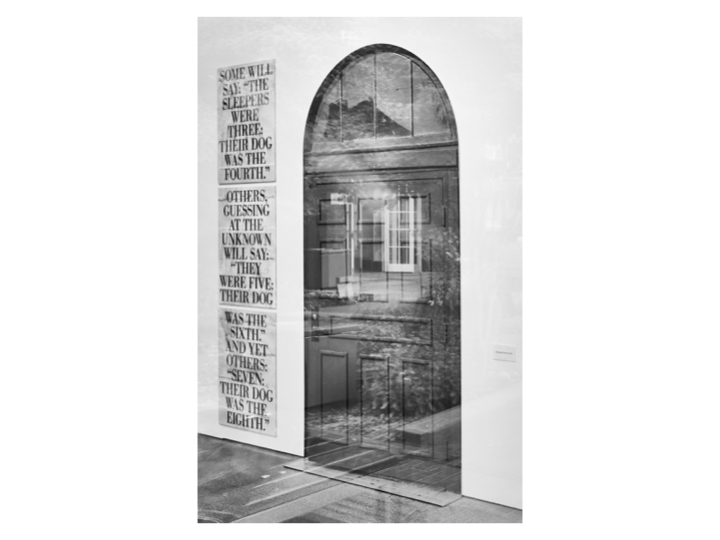 SOME WILL
SAY: "THE
SLEEPERS
WERE
THREE:
THEIR DOG
WAS THE
FOURTH."
OTHERS,
GUESSING
AT THE
UNKNOWN
WILL SAY:
"THEY
WERE FIVE:
THEIR DOG
WAS THE
SIXTH."
AND YET
OTHERS:
"SEVEN:
THEIR DOG
WAS THE
EIGHTH."